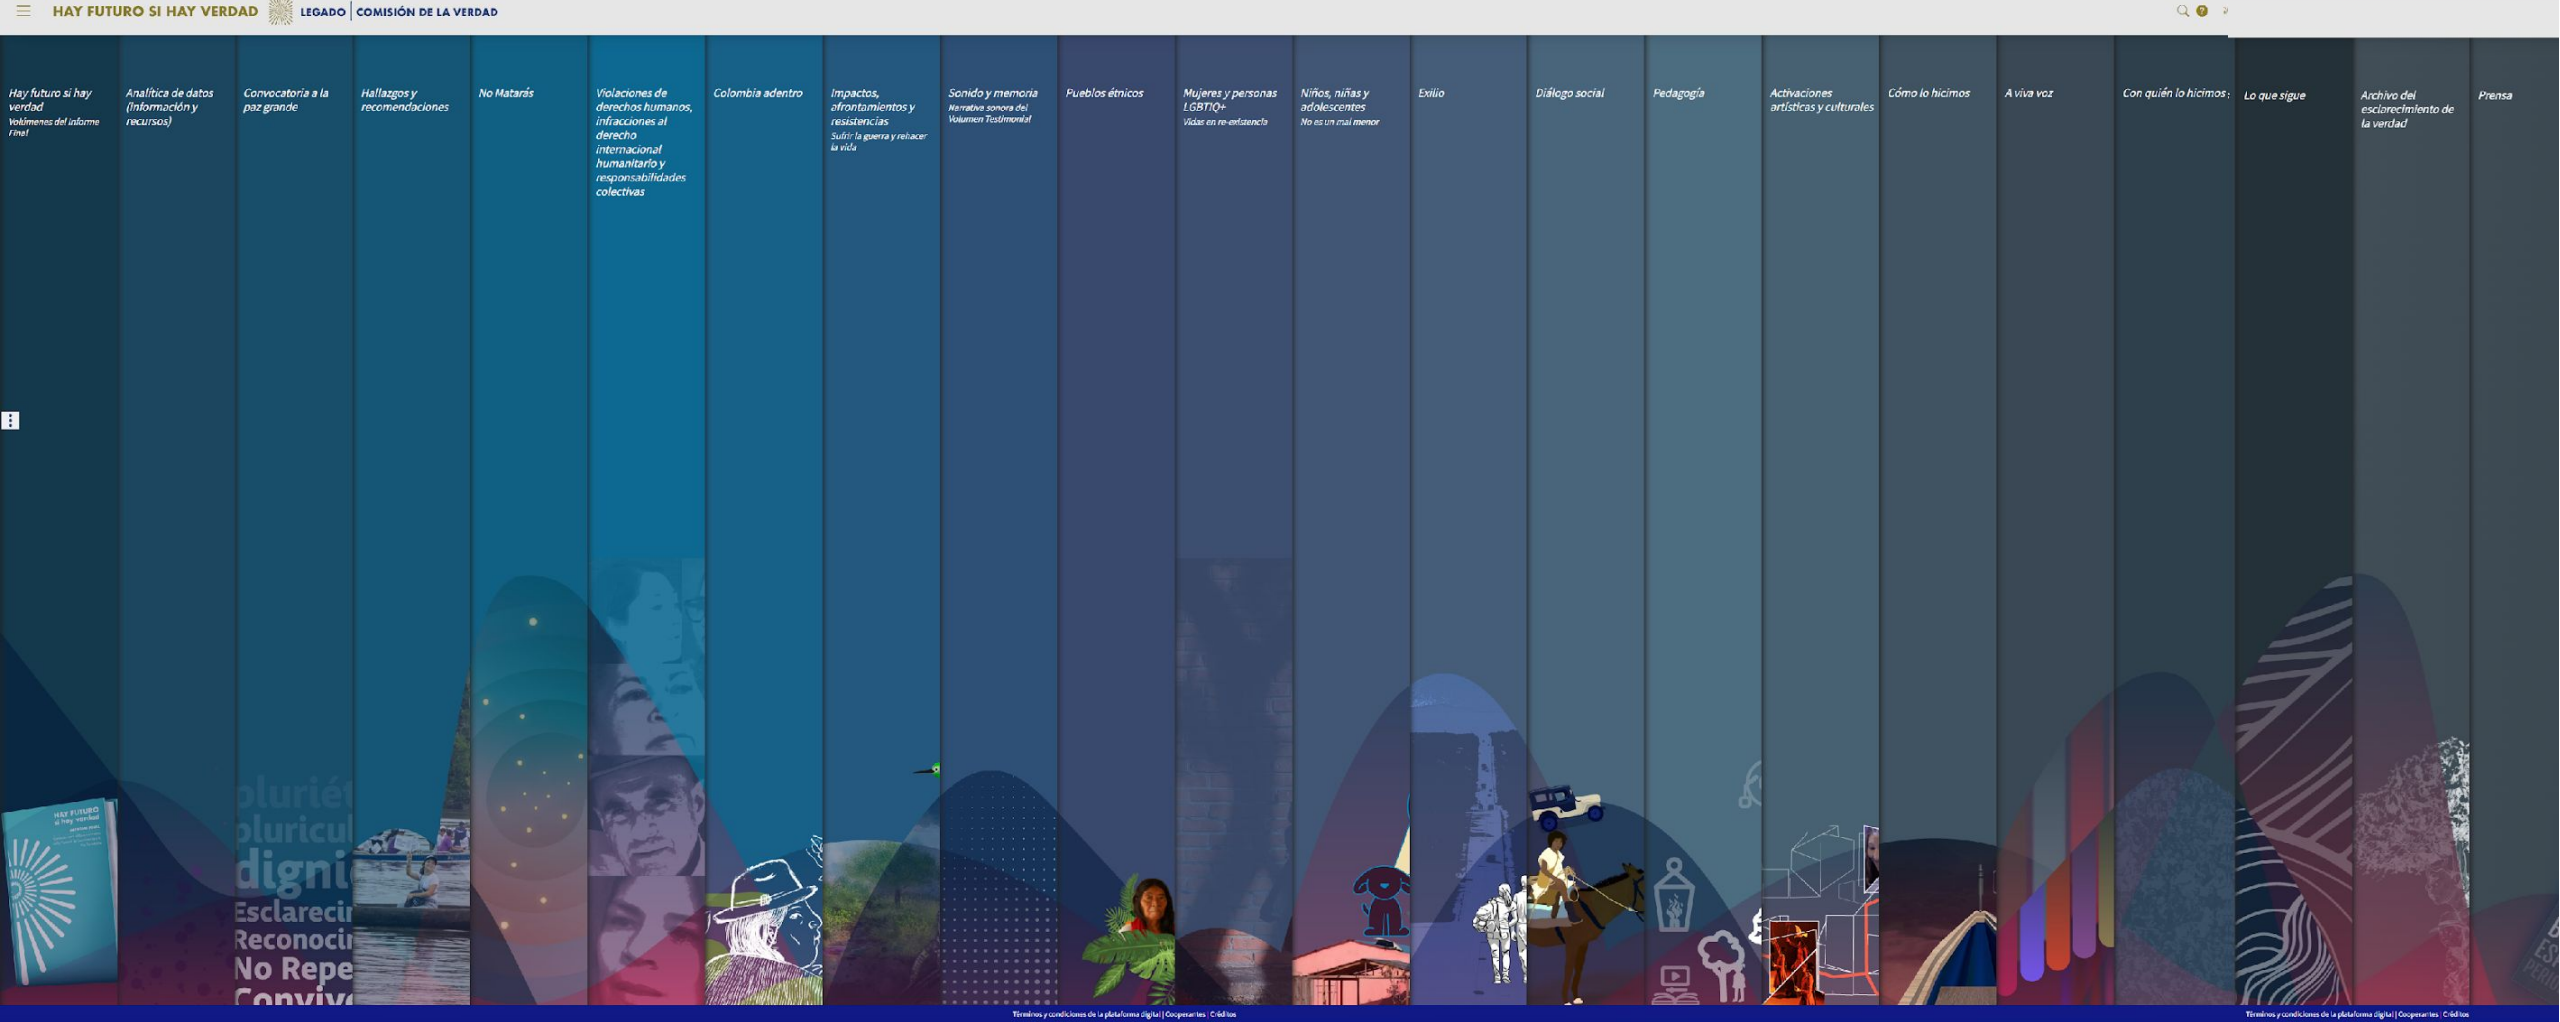 HAY FUTURO SI HAY VERDAD
LEGADO | COMISIÓN DE LA VERDAD
Hay futuro si hay
verdad
Volúmenes del Informe
Final
Analítica de datos
(Información y
recursos)
Convocatoria a la
paz grande
Hallazgos y
recomendaciones
No Matarás
Violaciones de
derechos humanos,
infracciones al
derecho
internacional
humanitario y
responsabilidades
colectivas
Colombia adentro
Impactos,
afrontamientos y
resistencias
Sufrir la guerra y rehacer
la vida
Sonido y memoria
Narrativa sonora del
Volumen Testimonial
Pueblos étnicos
Mujeres y personas
LGBTIQ+
Vidas en re-existencia
Niños, niñas y
adolescentes
No es un mal menor
Exilio
Diálogo social
Pedagogía
Activaciones
artísticas y culturales
Cómo lo hicimos
A viva voz
Con quién lo hicimos
Lo que sigue
Archivo del
esclarecimiento de
la verdad
Prensa
HAY FUTURO
si hay verdad
pluriét
pluricul
digni
Esclarecir
Reconocir
No Repe
Convive
Términos y condiciones de la plataforma digital | Cooperantes | Créditos
Términos y condiciones de la plataforma digital | Cooperantes | Créditos